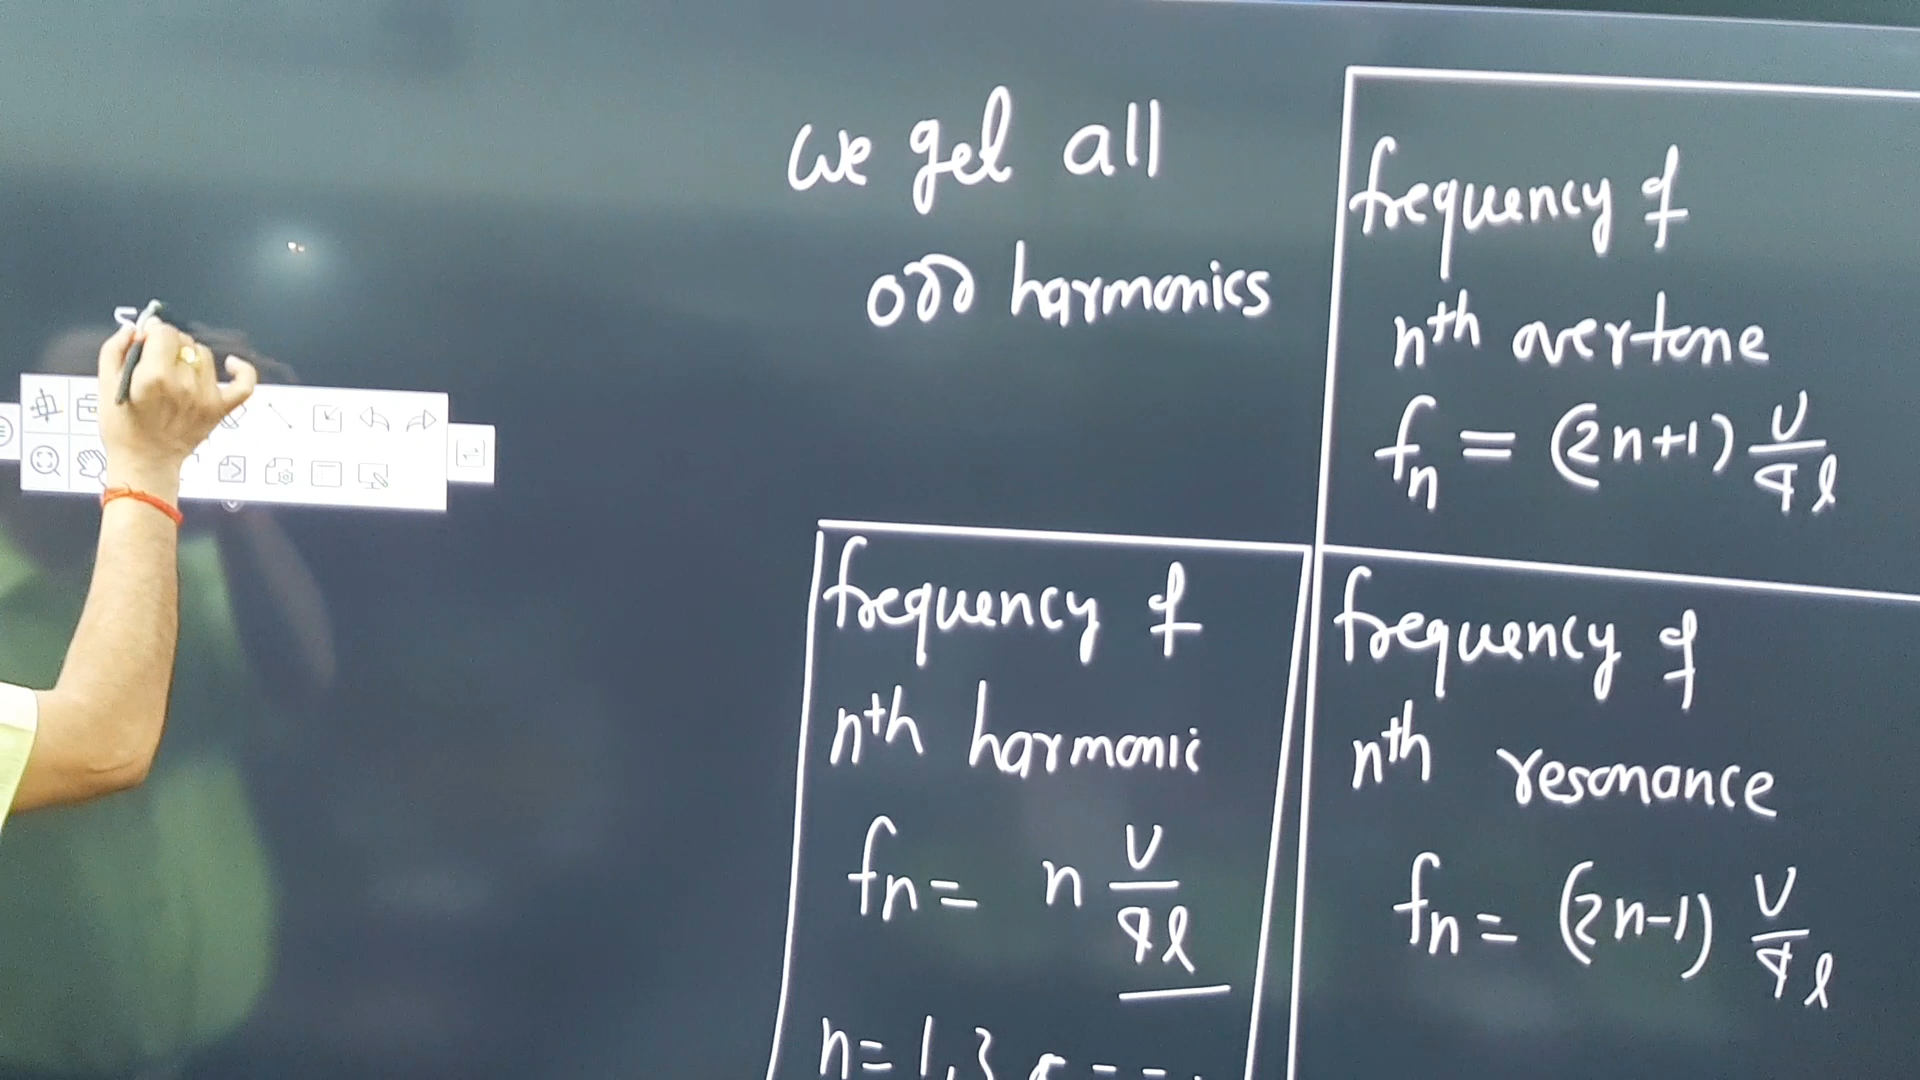 we get all
odd harmonics
frequency of
nth overtone
fn = (2n+1) v/4l
frequency of
nth harmonic
fn = n v/4l
n = 1, 3, 5 - - - .
frequency of
nth resonance
fn = (2n-1) v/4l